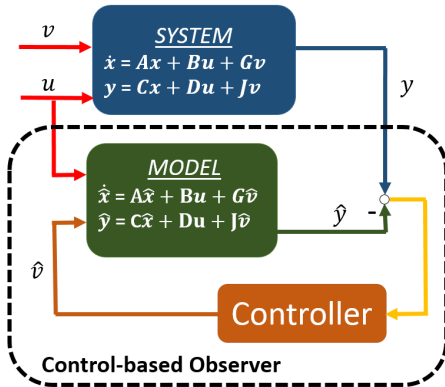 v
SYSTEM
ẋ = Ax + Bu + Gv
u
y = Cx + Du + Jv
y
MODEL
x̂̇ = Ax̂ + Bu + Gv̂
ŷ = Cx̂ + Du + Jv̂
-
ŷ
v̂
Controller
Control-based Observer